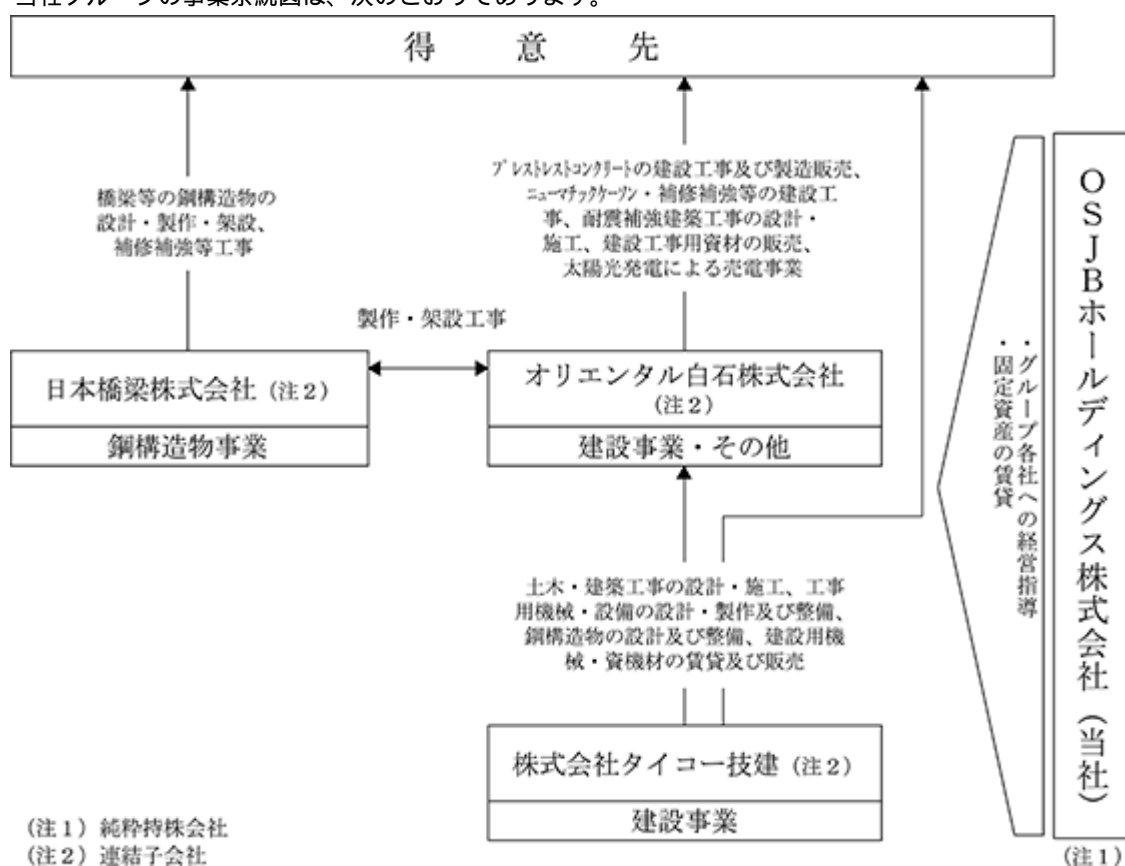 当社グループの事業系統図は、次のとおりであります。
得意先
橋梁等の鋼構造物の
設計・製作・架設、
補修補強等工事
プレストレストコンクリートの建設工事及び製造販売、
ニューマチックケーソン・補修補強等の建設工
事、耐震補強建築工事の設計・
施工、建設工事用資材の販売、
太陽光発電による売電事業
製作・架設工事
日本橋梁株式会社（注２）
鋼構造物事業
オリエンタル白石株式会社
（注２）
建設事業・その他
土木・建築工事の設計・施工、工事
用機械・設備の設計・製作及び整備、
鋼構造物の設計及び整備、建設用機
械・資機材の賃貸及び販売
株式会社タイコー技建（注２）
建設事業
・グループ各社への経営指導
・固定資産の賃貸
ＯＳＪＢホールディングス株式会社（当社）
（注１）
（注１）純粋持株会社
（注２）連結子会社